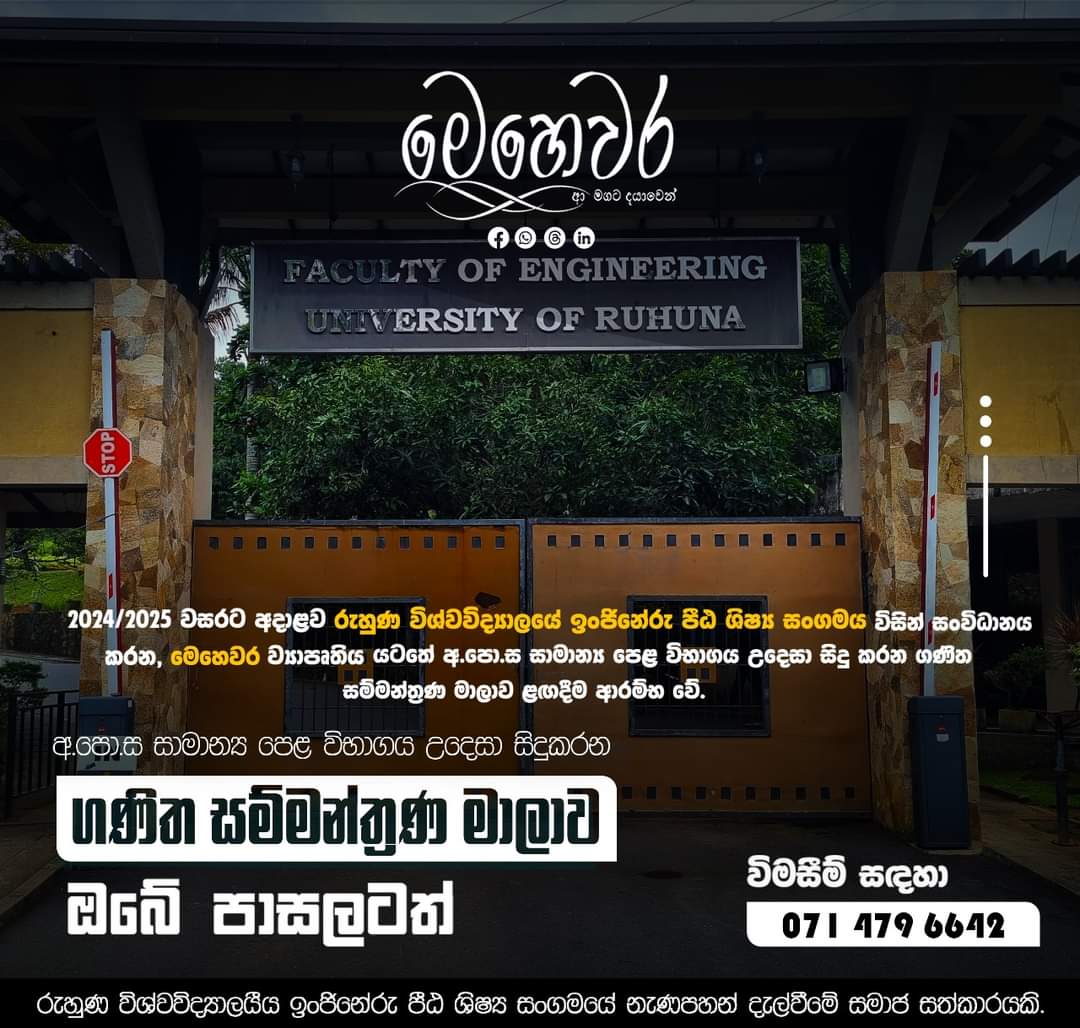 මෙහෙවර
ආ මගට දයාවෙන්
FACULTY OF ENGINEERING
UNIVERSITY OF RUHUNA
STOP
2024/2025 වසරට අදාළව රුහුණ විශ්වවිද්‍යාලයේ ඉංජිනේරු පීඨ ශිෂ්‍ය සංගමය විසින් සංවිධානය
කරන, මෙහෙවර ව්‍යාපෘතිය යටතේ අ.පො.ස සාමාන්‍ය පෙළ විභාගය උදෙසා සිදු කරන ගණිත
සම්මන්ත්‍රණ මාලාව ළඟදීම ආරම්භ වේ.
අ.පො.ස සාමාන්‍ය පෙළ විභාගය උදෙසා සිදුකරන
ගණිත සම්මන්ත්‍රණ මාලාව
ඔබේ පාසලටත්
විමසීම් සඳහා
071 479 6642
රුහුණ විශ්වවිද්‍යාලයීය ඉංජිනේරු පීඨ ශිෂ්‍ය සංගමයේ නැණපහන් දැල්වීමේ සමාජ සත්කාරයකි.